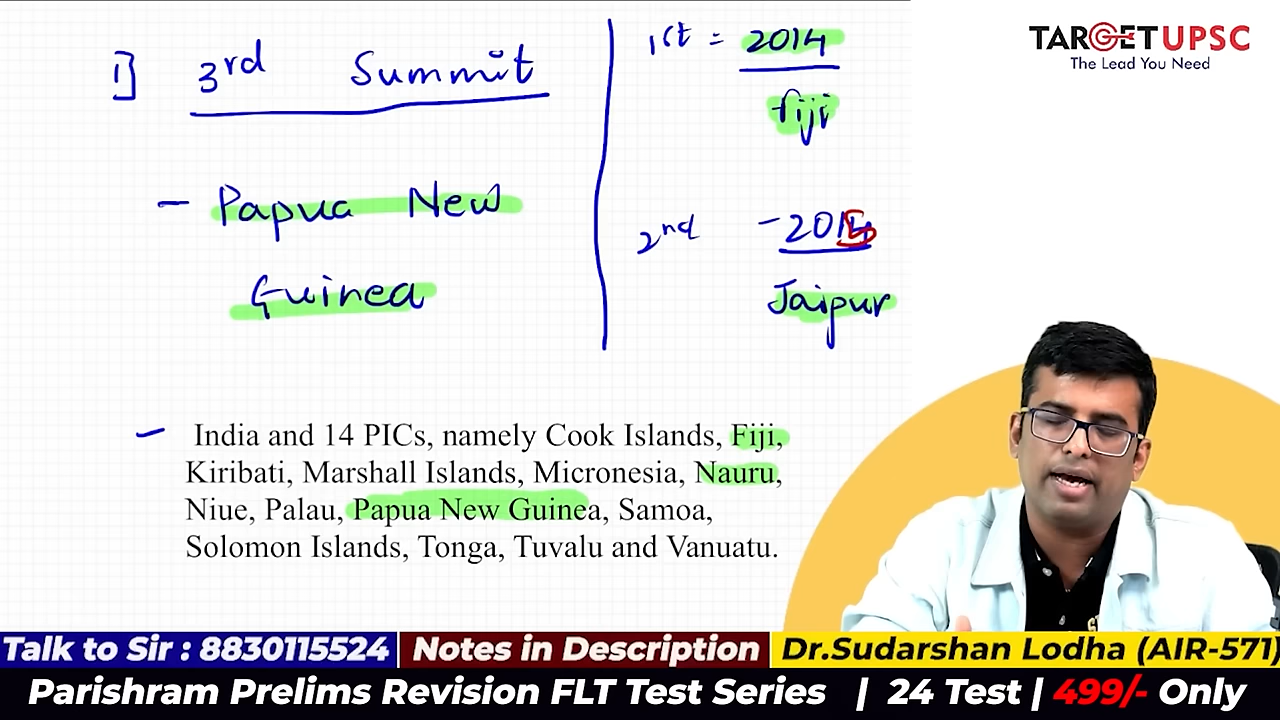 1] 3rd Summit
- Papua New
Guinea
1st = 2014
Fiji
2nd - 2015
Jaipur
- India and 14 PICs, namely Cook Islands, Fiji,
Kiribati, Marshall Islands, Micronesia, Nauru,
Niue, Palau, Papua New Guinea, Samoa,
Solomon Islands, Tonga, Tuvalu and Vanuatu.
TARGETUPSC
The Lead You Need
Talk to Sir : 8830115524 Notes in Description Dr.Sudarshan Lodha (AIR-571)
Parishram Prelims Revision FLT Test Series | 24 Test | 499/- Only